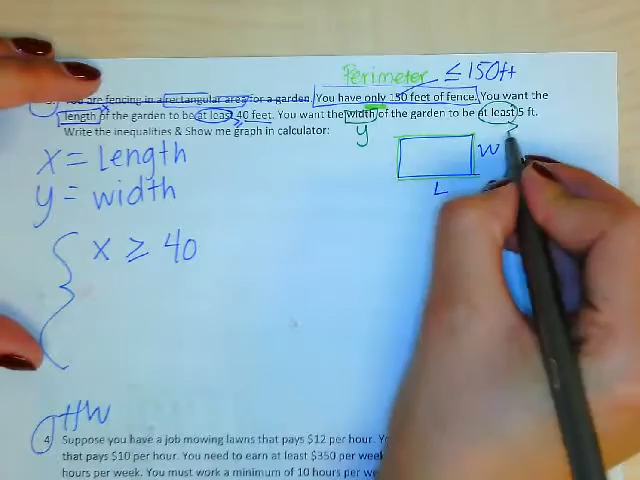 Perimeter ≤ 150ft
You are fencing in a rectangular area for a garden. You have only 150 feet of fence. You want the
length of the garden to be at least 40 feet. You want the width of the garden to be at least 5 ft.
x ≥ y ≥
Write the inequalities & Show me graph in calculator:
x = Length
W
y = width
L
x ≥ 40
HW
4 Suppose you have a job mowing lawns that pays $12 per hour.
that pays $10 per hour. You need to earn at least $350 per week
hours per week. You must work a minimum of 10 hours per